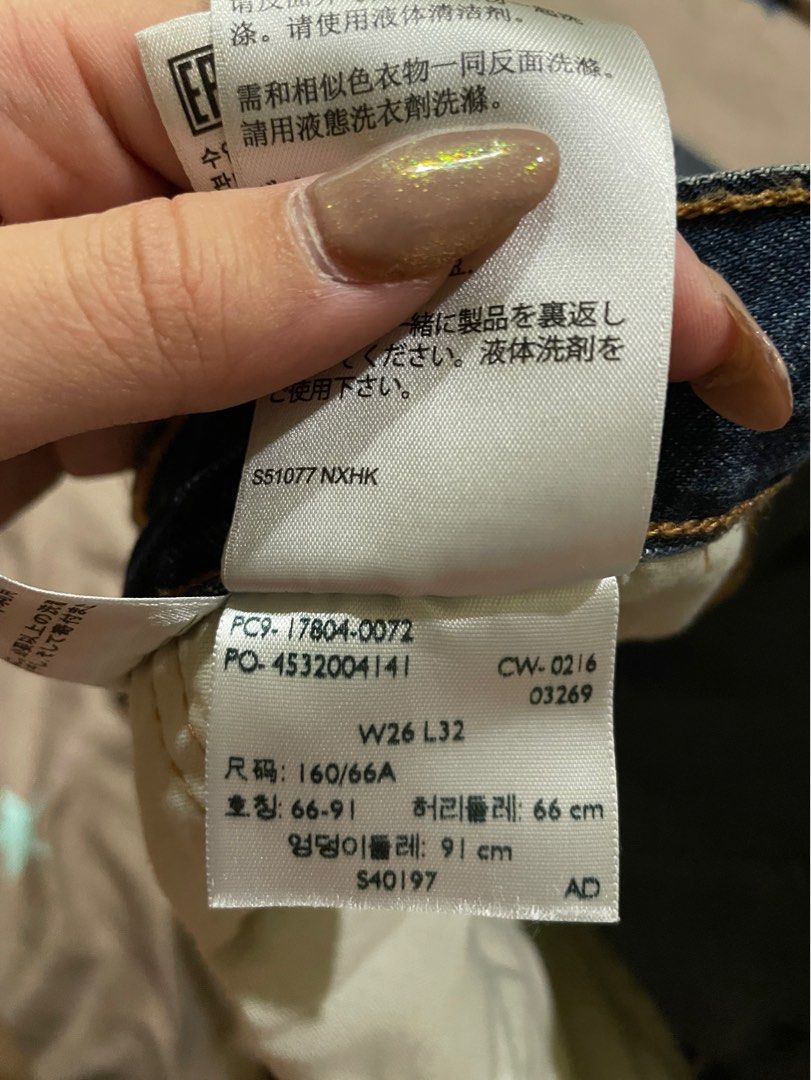 涤。请使用液体清洁剂。
需和相似色衣物一同反面洗滌。
請用液態洗衣劑洗滌。
一緒に製品を裏返し
てください。液体洗剤を
ご使用下さい。
S51077 NXHK
PC9-17804-0072
PO-4532004141 CW-0216
03269
W26 L32
尺码: 160/66A
호칭: 66-91 허리둘레: 66 cm
엉덩이둘레: 91 cm
S40197 AD